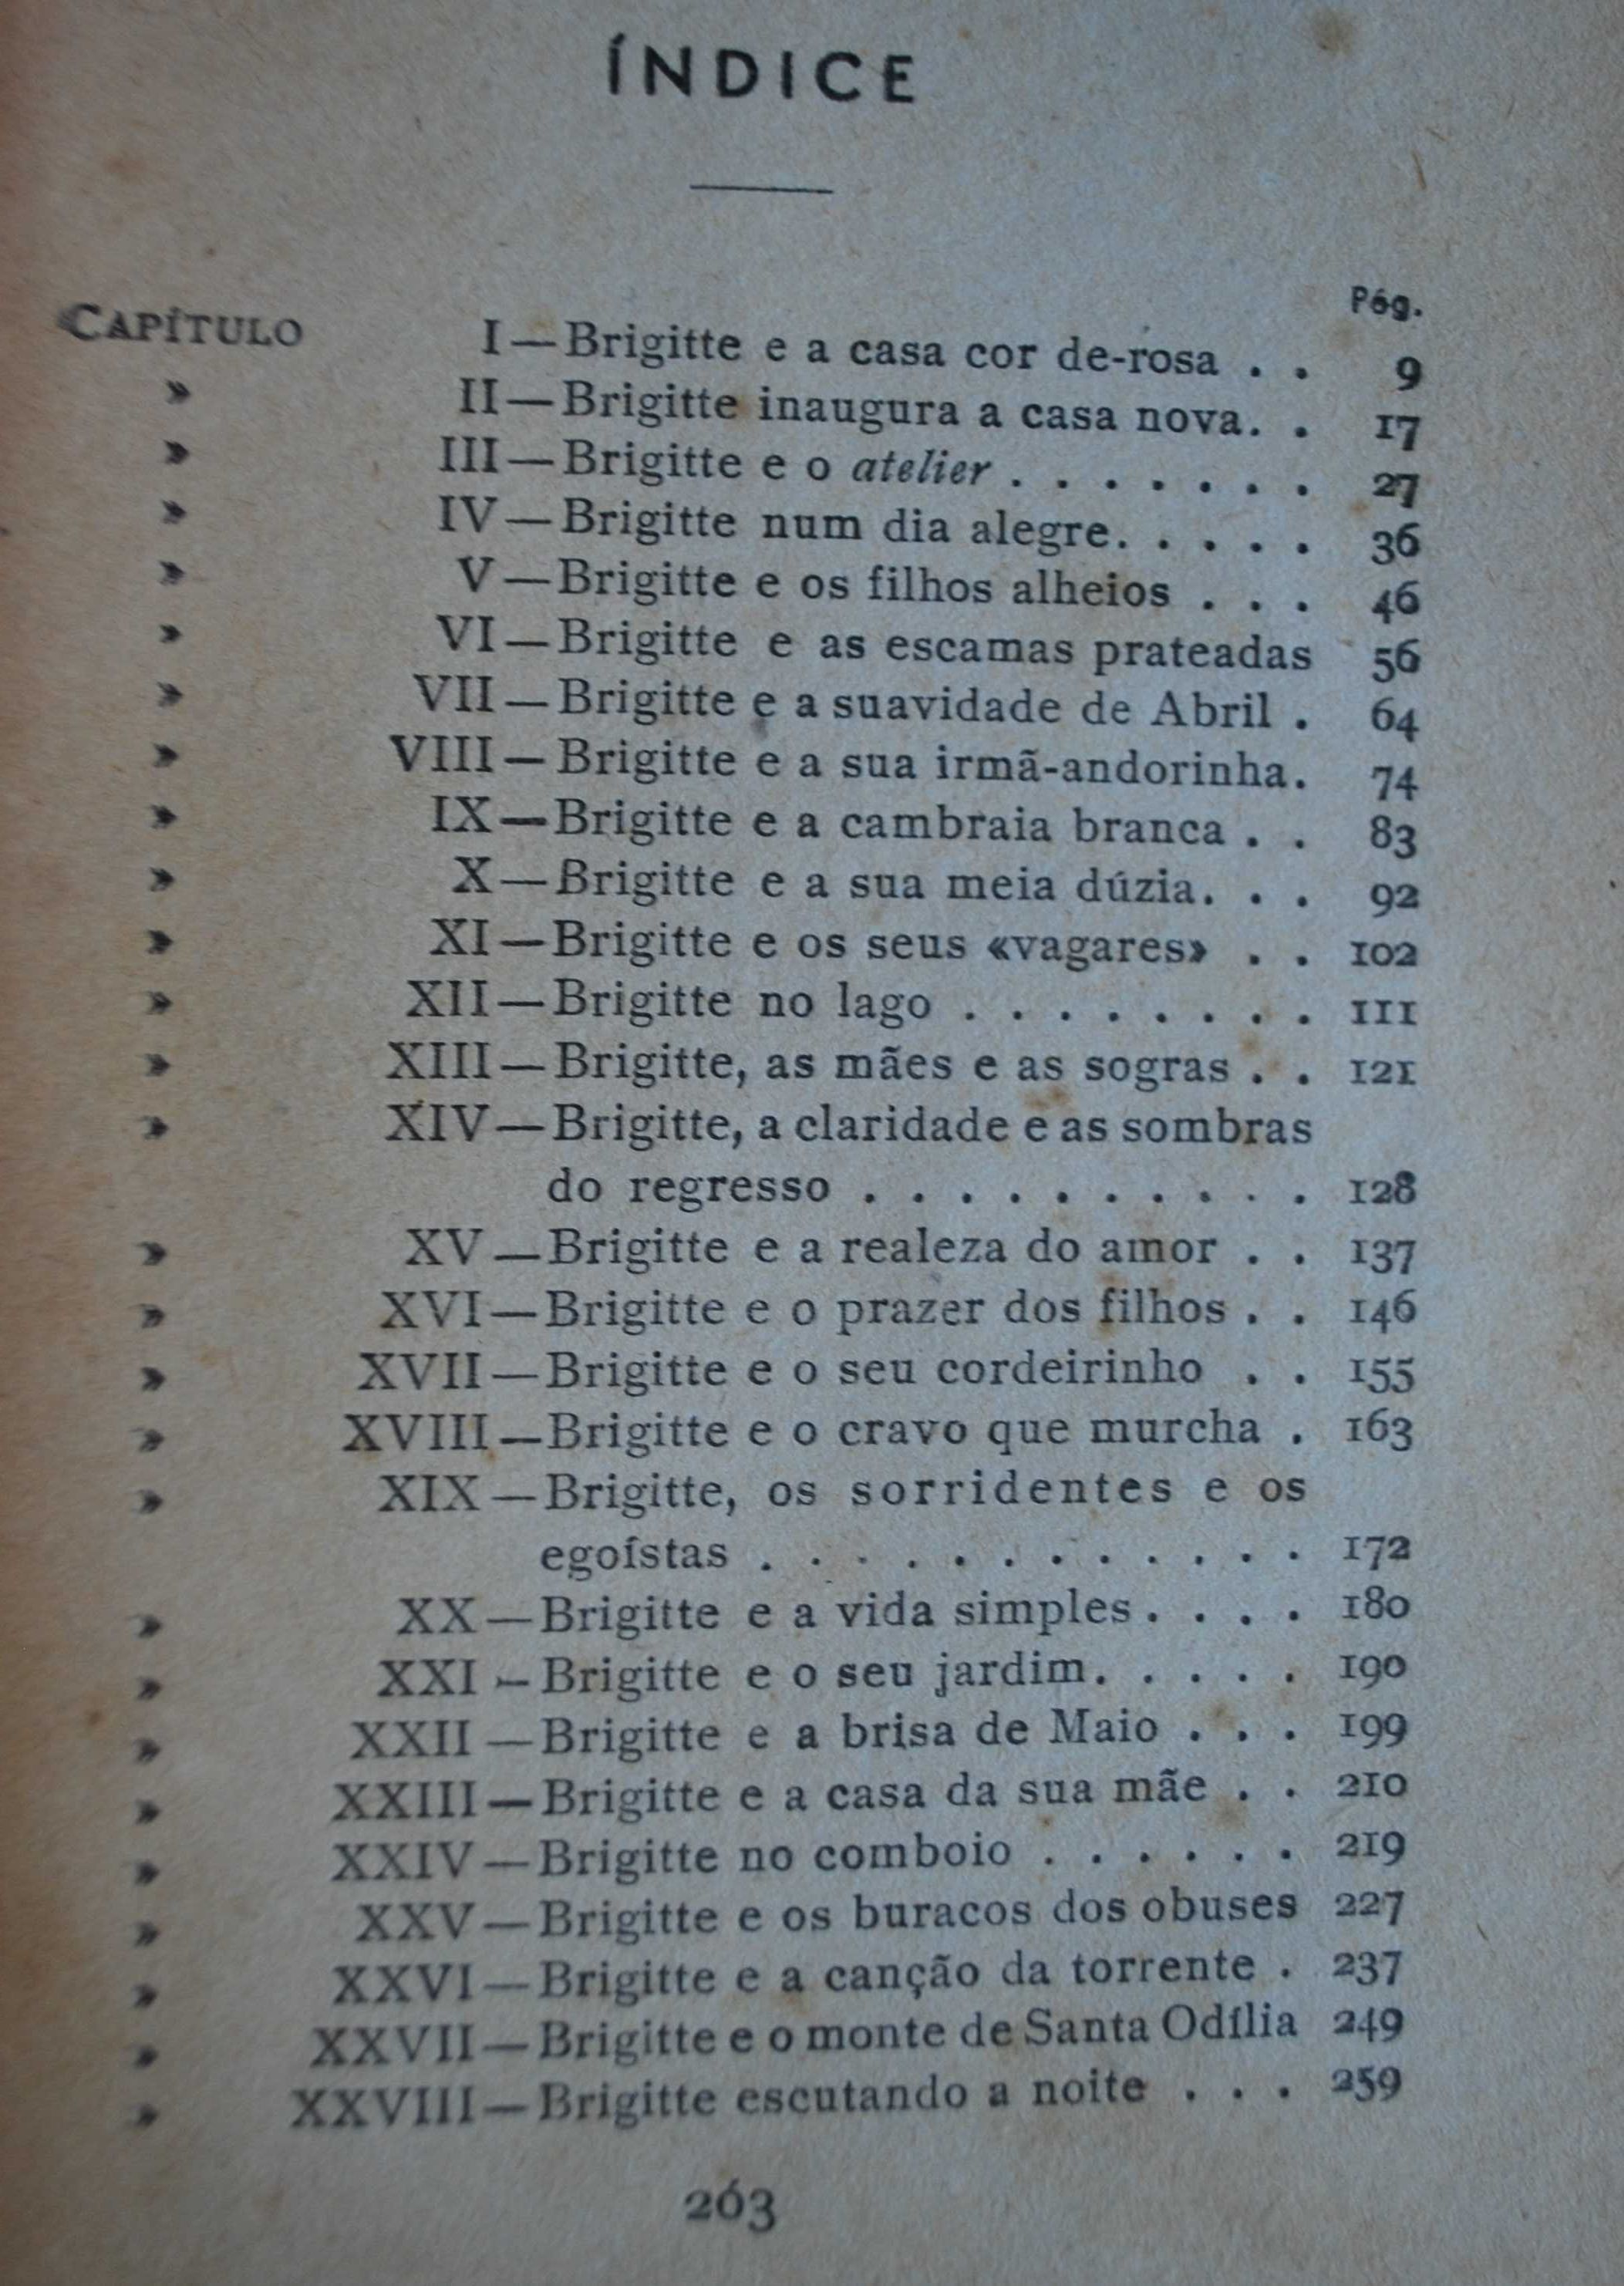 ÍNDICE
Pág.
CAPÍTULO I—Brigitte e a casa cor de-rosa . . 9
» II—Brigitte inaugura a casa nova. . 17
» III—Brigitte e o atelier . . . . . . . 27
» IV—Brigitte num dia alegre. . . . . 36
» V—Brigitte e os filhos alheios . . . 46
» VI—Brigitte e as escamas prateadas 56
» VII—Brigitte e a suavidade de Abril . 64
» VIII—Brigitte e a sua irmã-andorinha. 74
» IX—Brigitte e a cambraia branca . . 83
» X—Brigitte e a sua meia dúzia. . . 92
» XI—Brigitte e os seus «vagares» . . 102
» XII—Brigitte no lago . . . . . . . . 111
» XIII—Brigitte, as mães e as sogras . . 121
» XIV—Brigitte, a claridade e as sombras
do regresso . . . . . . . . . . 128
» XV—Brigitte e a realeza do amor . . 137
» XVI—Brigitte e o prazer dos filhos . . 146
» XVII—Brigitte e o seu cordeirinho . . 155
» XVIII—Brigitte e o cravo que murcha . 163
» XIX—Brigitte, os sorridentes e os
egoístas . . . . . . . . . . . . 172
» XX—Brigitte e a vida simples. . . . 180
» XXI—Brigitte e o seu jardim. . . . . 190
» XXII—Brigitte e a brisa de Maio . . . 199
» XXIII—Brigitte e a casa da sua mãe . . 210
» XXIV—Brigitte no comboio . . . . . . 219
» XXV—Brigitte e os buracos dos obuses 227
» XXVI—Brigitte e a canção da torrente . 237
» XXVII—Brigitte e o monte de Santa Odília 249
» XXVIII—Brigitte escutando a noite . . . 259
263